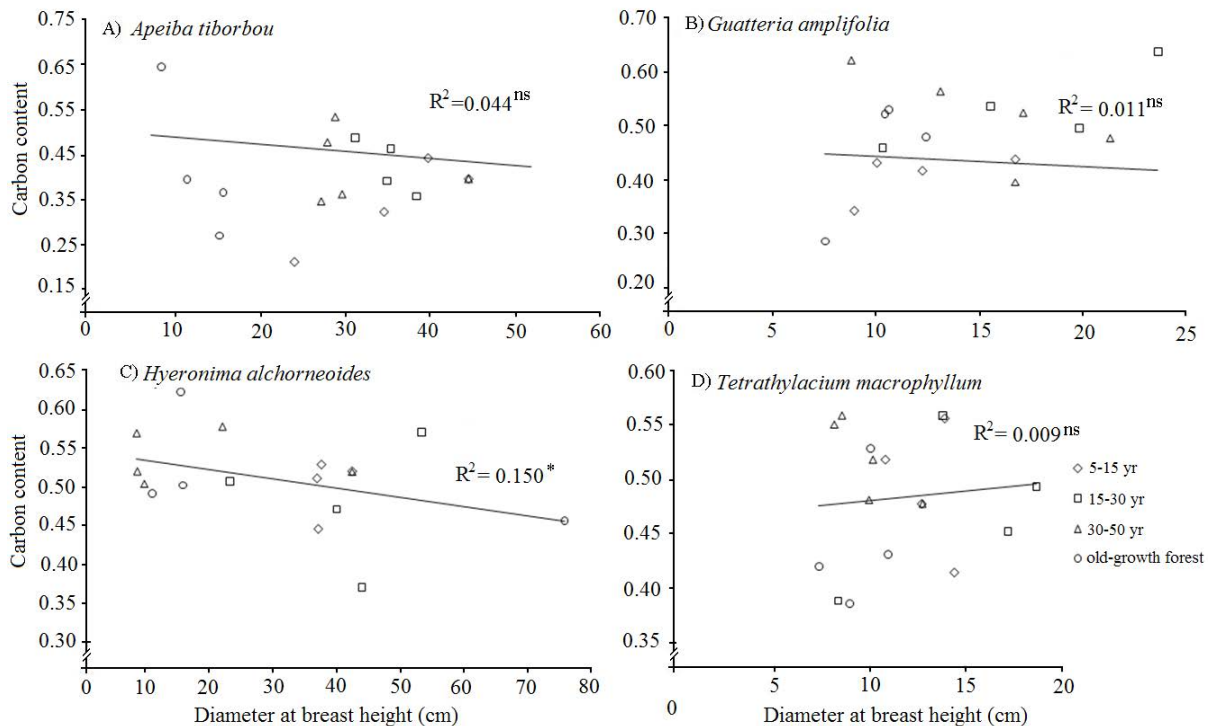 A) Apeiba tiborbou
R²=0.044ns
Carbon content
0.75
0.65
0.55
0.45
0.35
0.25
0.15
0 10 20 30 40 50 60
B) Guatteria amplifolia
R² = 0.011ns
0.70
0.60
0.50
0.40
0.30
0.20
0 5 10 15 20 25
C) Hyeronima alchorneoides
R² = 0.150*
Carbon content
0.65
0.60
0.55
0.50
0.45
0.40
0.35
0.30
0 10 20 30 40 50 60 70 80
Diameter at breast height (cm)
D) Tetrathylacium macrophyllum
R² = 0.009ns
0.60
0.55
0.50
0.45
0.40
0.35
0 5 10 15 20
Diameter at breast height (cm)
5-15 yr
15-30 yr
30-50 yr
old-growth forest